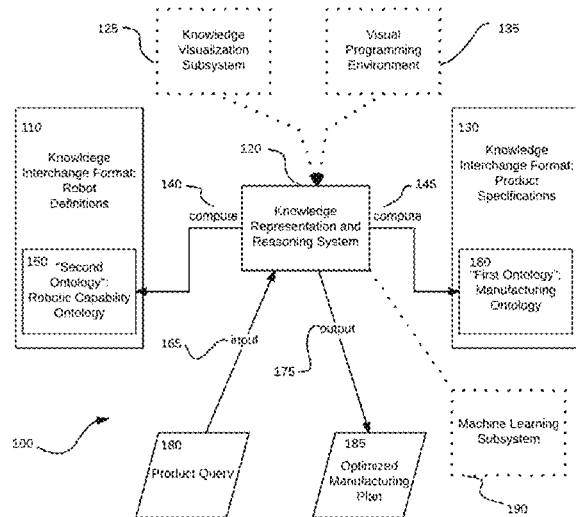 125
Knowledge
Visualization
Subsystem
Visual
Programming
Environment
135
110
Knowldege
Interchange Format:
Robot
Definitions
130
Knowledge
Interchange Format:
Product
Specifications
120
140
145
compute
Knowledge
Representation and
Reasoning System
compute
150
"Second
Ontology":
Robotic Capability
Ontology
180
"First Ontology":
Manufacturing
Ontology
165
input
output
175
100
180
Product Query
185
Optimized
Manufacturing
Plan
Machine Learning
Subsystem
190